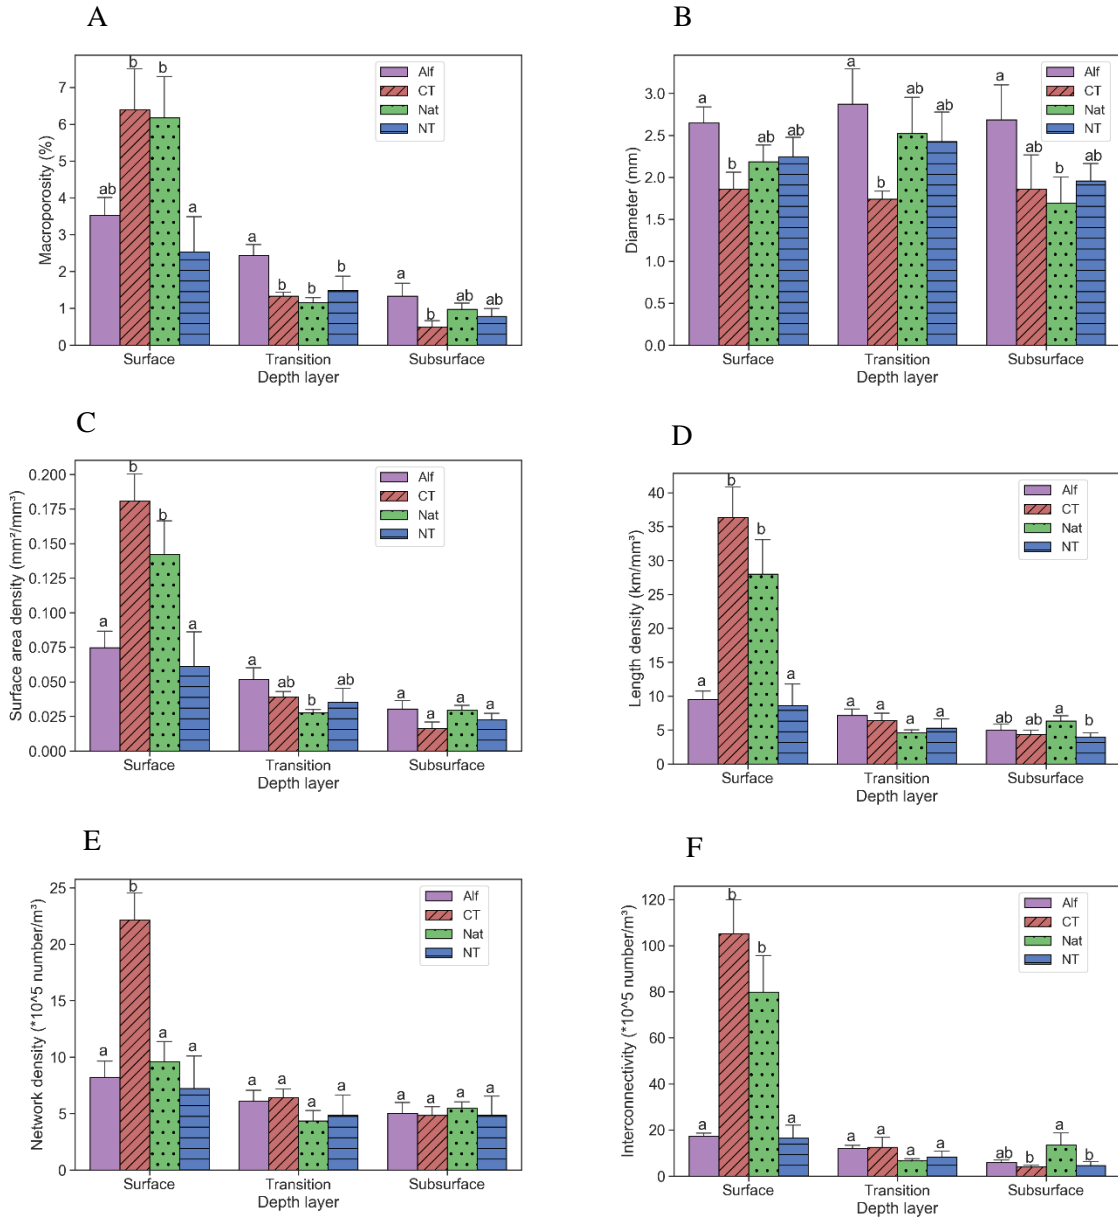 A
Macroporosity (%)
7
6
5
4
3
2
1
0
ab
b
b
a
a
b
b
b
a
b
ab
ab
Alf
CT
Nat
NT
Surface
Transition
Subsurface
Depth layer
B
Diameter (mm)
3.0
2.5
2.0
1.5
1.0
0.5
0.0
a
b
ab
ab
a
b
ab
ab
a
ab
b
ab
Alf
CT
Nat
NT
Surface
Transition
Subsurface
Depth layer
C
Surface area density (mm²/mm³)
0.200
0.175
0.150
0.125
0.100
0.075
0.050
0.025
0.000
a
b
b
a
a
ab
b
ab
a
a
a
a
Alf
CT
Nat
NT
Surface
Transition
Subsurface
Depth layer
D
Length density (km/mm³)
40
35
30
25
20
15
10
5
0
a
b
b
a
a
a
a
a
ab
ab
a
b
Alf
CT
Nat
NT
Surface
Transition
Subsurface
Depth layer
E
Network density (*10^5 number/m³)
25
20
15
10
5
0
a
b
a
a
a
a
a
a
a
a
a
a
Alf
CT
Nat
NT
Surface
Transition
Subsurface
Depth layer
F
Interconnectivity (*10^5 number/m³)
120
100
80
60
40
20
0
a
b
b
a
a
a
a
a
ab
b
a
b
Alf
CT
Nat
NT
Surface
Transition
Subsurface
Depth layer